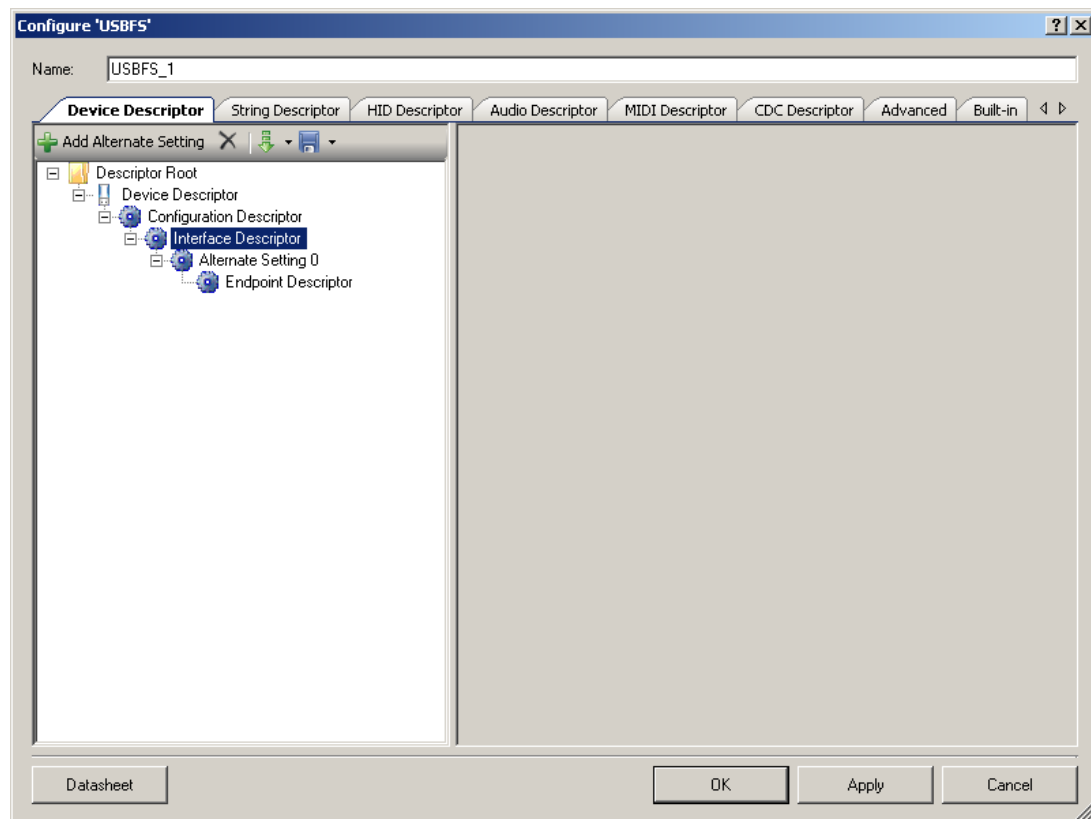 Configure 'USBFS'
Name: USBFS_1
Device Descriptor String Descriptor HID Descriptor Audio Descriptor MIDI Descriptor CDC Descriptor Advanced Built-in
Add Alternate Setting
Descriptor Root
Device Descriptor
Configuration Descriptor
Interface Descriptor
Alternate Setting 0
Endpoint Descriptor
Datasheet OK Apply Cancel